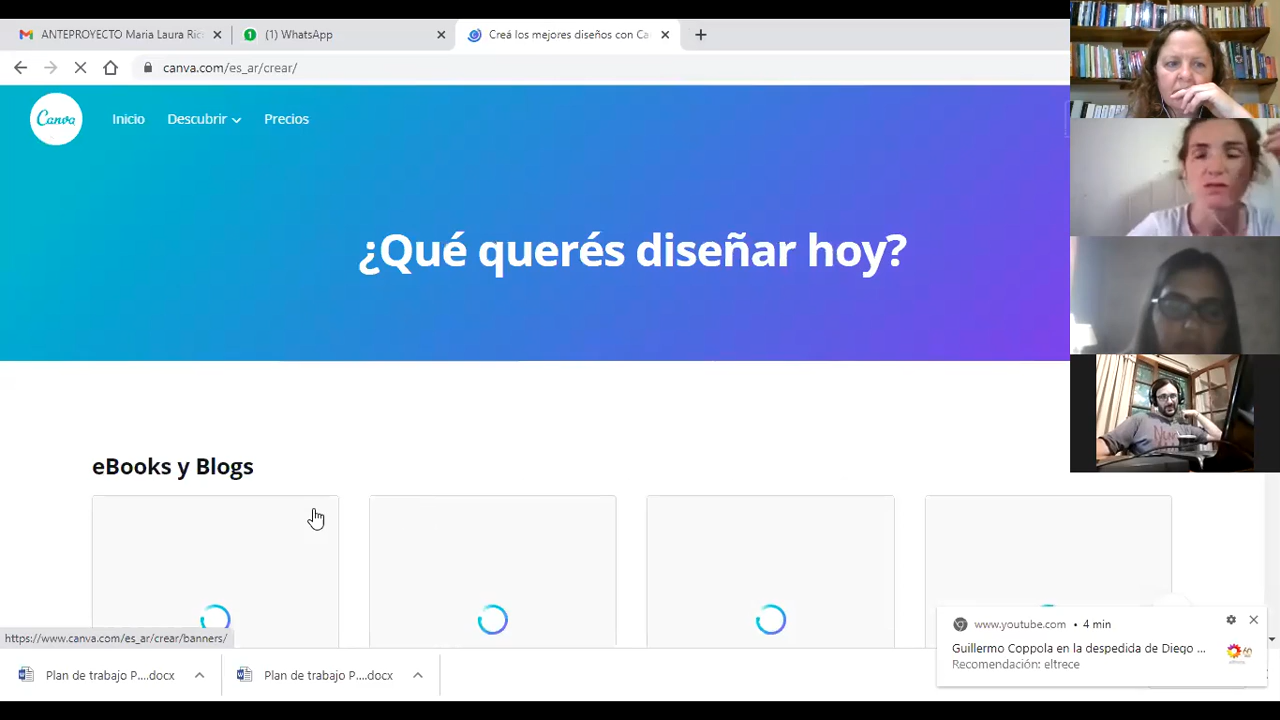 ANTEPROYECTO Maria Laura Ric
(1) WhatsApp
Creá los mejores diseños con Ca
canva.com/es_ar/crear/
Canva
Inicio
Descubrir
Precios
¿Qué querés diseñar hoy?
eBooks y Blogs
https://www.canva.com/es_ar/crear/banners/
www.youtube.com • 4 min
Guillermo Coppola en la despedida de Diego ...
Recomendación: eltrece
Plan de trabajo P....docx
Plan de trabajo P....docx